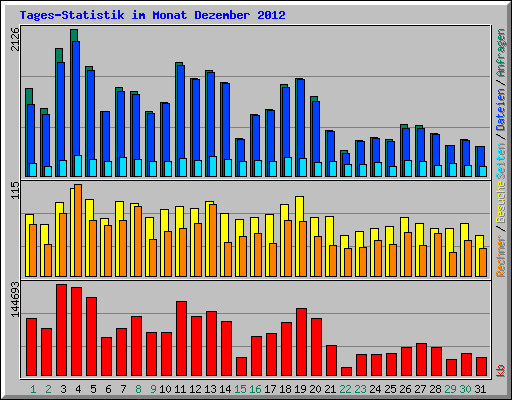 Tages-Statistik im Monat Dezember 2012
2126
115
144693
Rechner / Besuche Seiten / Dateien / Anfragen
kb
1 2 3 4 5 6 7 8 9 10 11 12 13 14 15 16 17 18 19 20 21 22 23 24 25 26 27 28 29 30 31